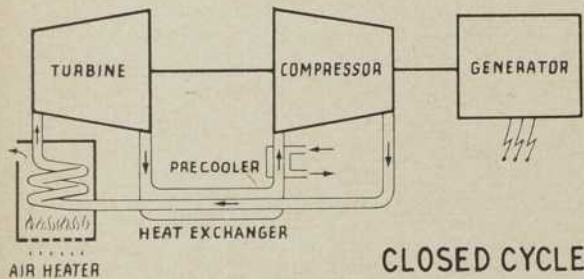 TURBINE
COMPRESSOR
GENERATOR
PRECOOLER
HEAT EXCHANGER
AIR HEATER
CLOSED CYCLE